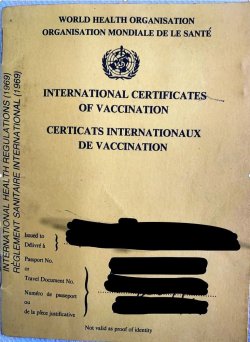 WORLD HEALTH ORGANISATION
ORGANISATION MONDIALE DE LE SANTÉ
INTERNATIONAL CERTIFICATES
OF VACCINATION
CERTICATS INTERNATIONAUX
DE VACCINATION
INTERNATIONAL HEALTH REGULATIONS (1969)
RÈGLEMENT SANITAIRE INTERNATIONAL (1969)
Issued to
Délivré à
Passport No.
or
Travel Document No.
Numéro de passeport
ou
de la pièce justificative
Not valid as proof of identity